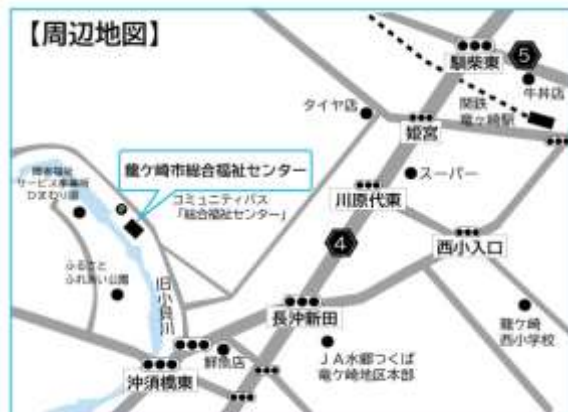 【周辺地図】
馴柴東
5
牛丼店
関鉄
竜ヶ崎駅
タイヤ店
姫宮
龍ケ崎市総合福祉センター
コミュニティバス
「総合福祉センター」
障害福祉
サービス事業所
ひまわり園
スーパー
川原代東
4
西小入口
ふるさと
ふれあい公園
旧小貝川
長沖新田
龍ケ崎
西小学校
鮮魚店
JA水郷つくば
竜ケ崎地区本部
沖須橋東